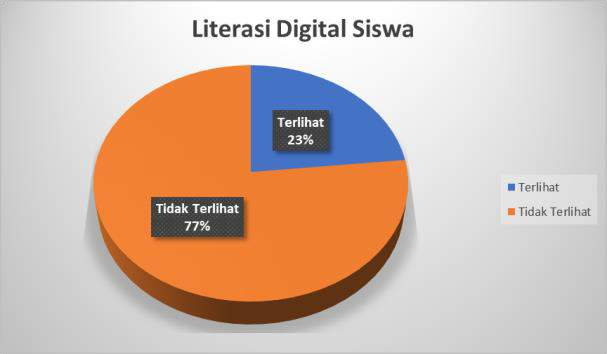 Literasi Digital Siswa
Terlihat
23%
Tidak Terlihat
77%
Terlihat
Tidak Terlihat